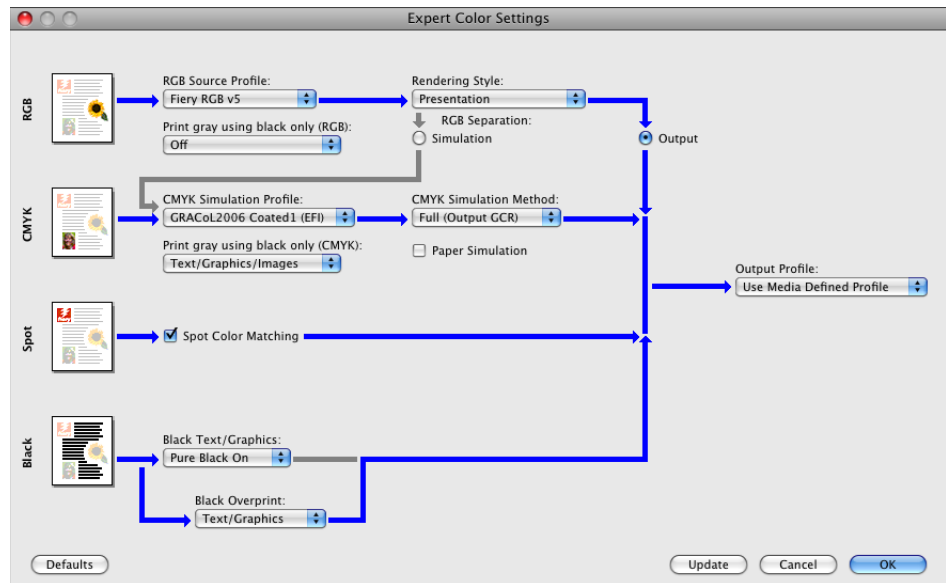 Expert Color Settings
RGB
RGB Source Profile:
Fiery RGB v5
Rendering Style:
Presentation
Print gray using black only (RGB):
Off
RGB Separation:
Simulation
Output
CMYK
CMYK Simulation Profile:
GRACoL2006 Coated1 (EFI)
CMYK Simulation Method:
Full (Output GCR)
Print gray using black only (CMYK):
Text/Graphics/Images
Paper Simulation
Output Profile:
Use Media Defined Profile
Spot
Spot Color Matching
Black
Black Text/Graphics:
Pure Black On
Black Overprint:
Text/Graphics
Defaults
Update
Cancel
OK